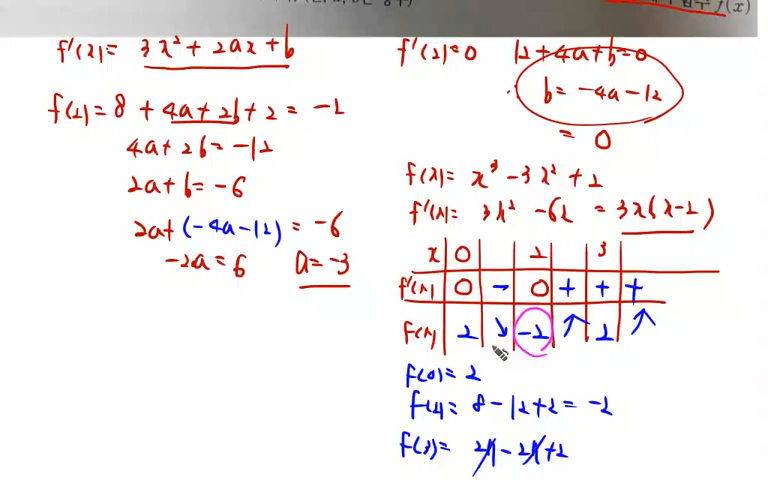 f(x)
f'(x)= 3x²+2ax+b
f(2)= 8 + 4a+2b+2 = -2
4a+2b=-12
2a+b=-6
2a+(-4a-12) = -6
-2a=6 a=-3
f'(2)=0 12+4a+b=0
b= -4a-12
= 0
f(x)= x³-3x²+2
f'(x)= 3x²-6x = 3x(x-2)
x 0 2 3
f'(x) 0 - 0 + + +
f(x) 2 ↘ -2 ↗ 2 ↗
f(0)= 2
f(2)= 8-12+2= -2
f(3)= 27-27+2